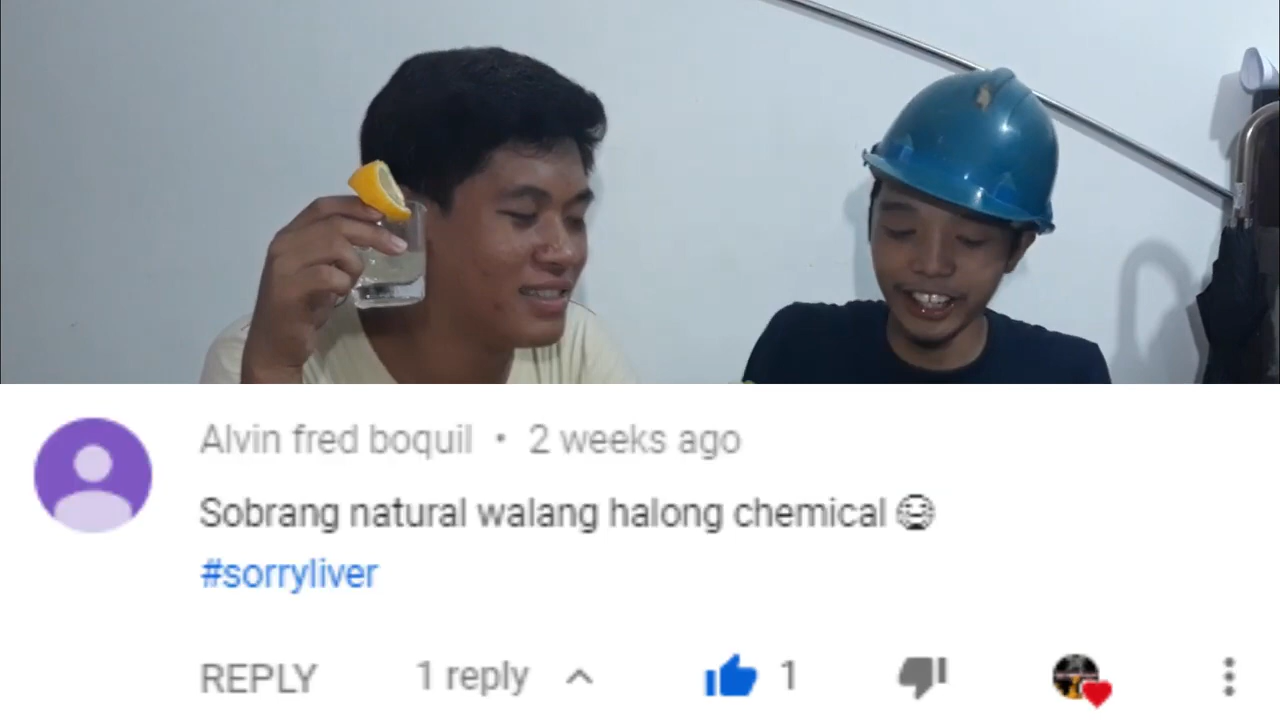 Alvin fred boquil • 2 weeks ago
Sobrang natural walang halong chemical 😂
#sorryliver
REPLY 1 reply 1